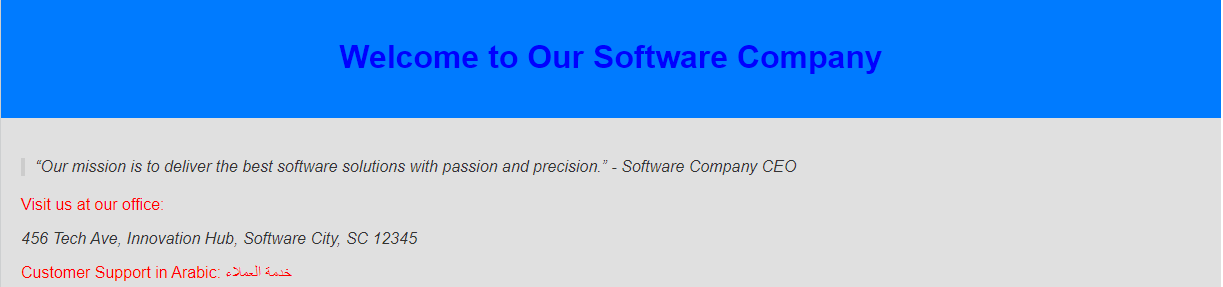 Welcome to Our Software Company
“Our mission is to deliver the best software solutions with passion and precision.” - Software Company CEO
Visit us at our office:
456 Tech Ave, Innovation Hub, Software City, SC 12345
Customer Support in Arabic: خدمة العملاء